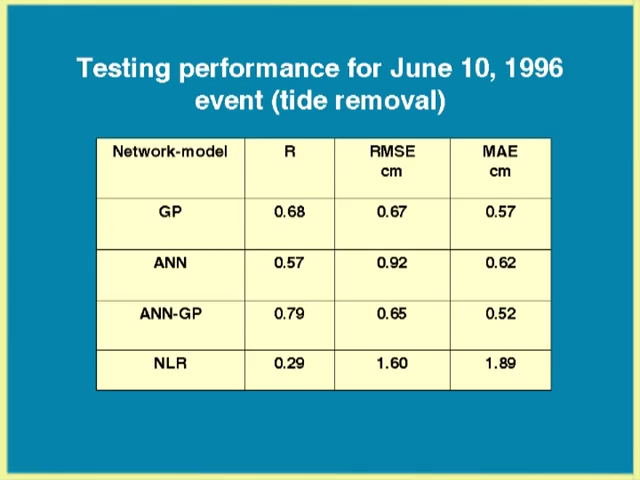 Testing performance for June 10, 1996
event (tide removal)
Network-model R RMSE cm MAE cm
GP 0.68 0.67 0.57
ANN 0.57 0.92 0.62
ANN-GP 0.79 0.65 0.52
NLR 0.29 1.60 1.89